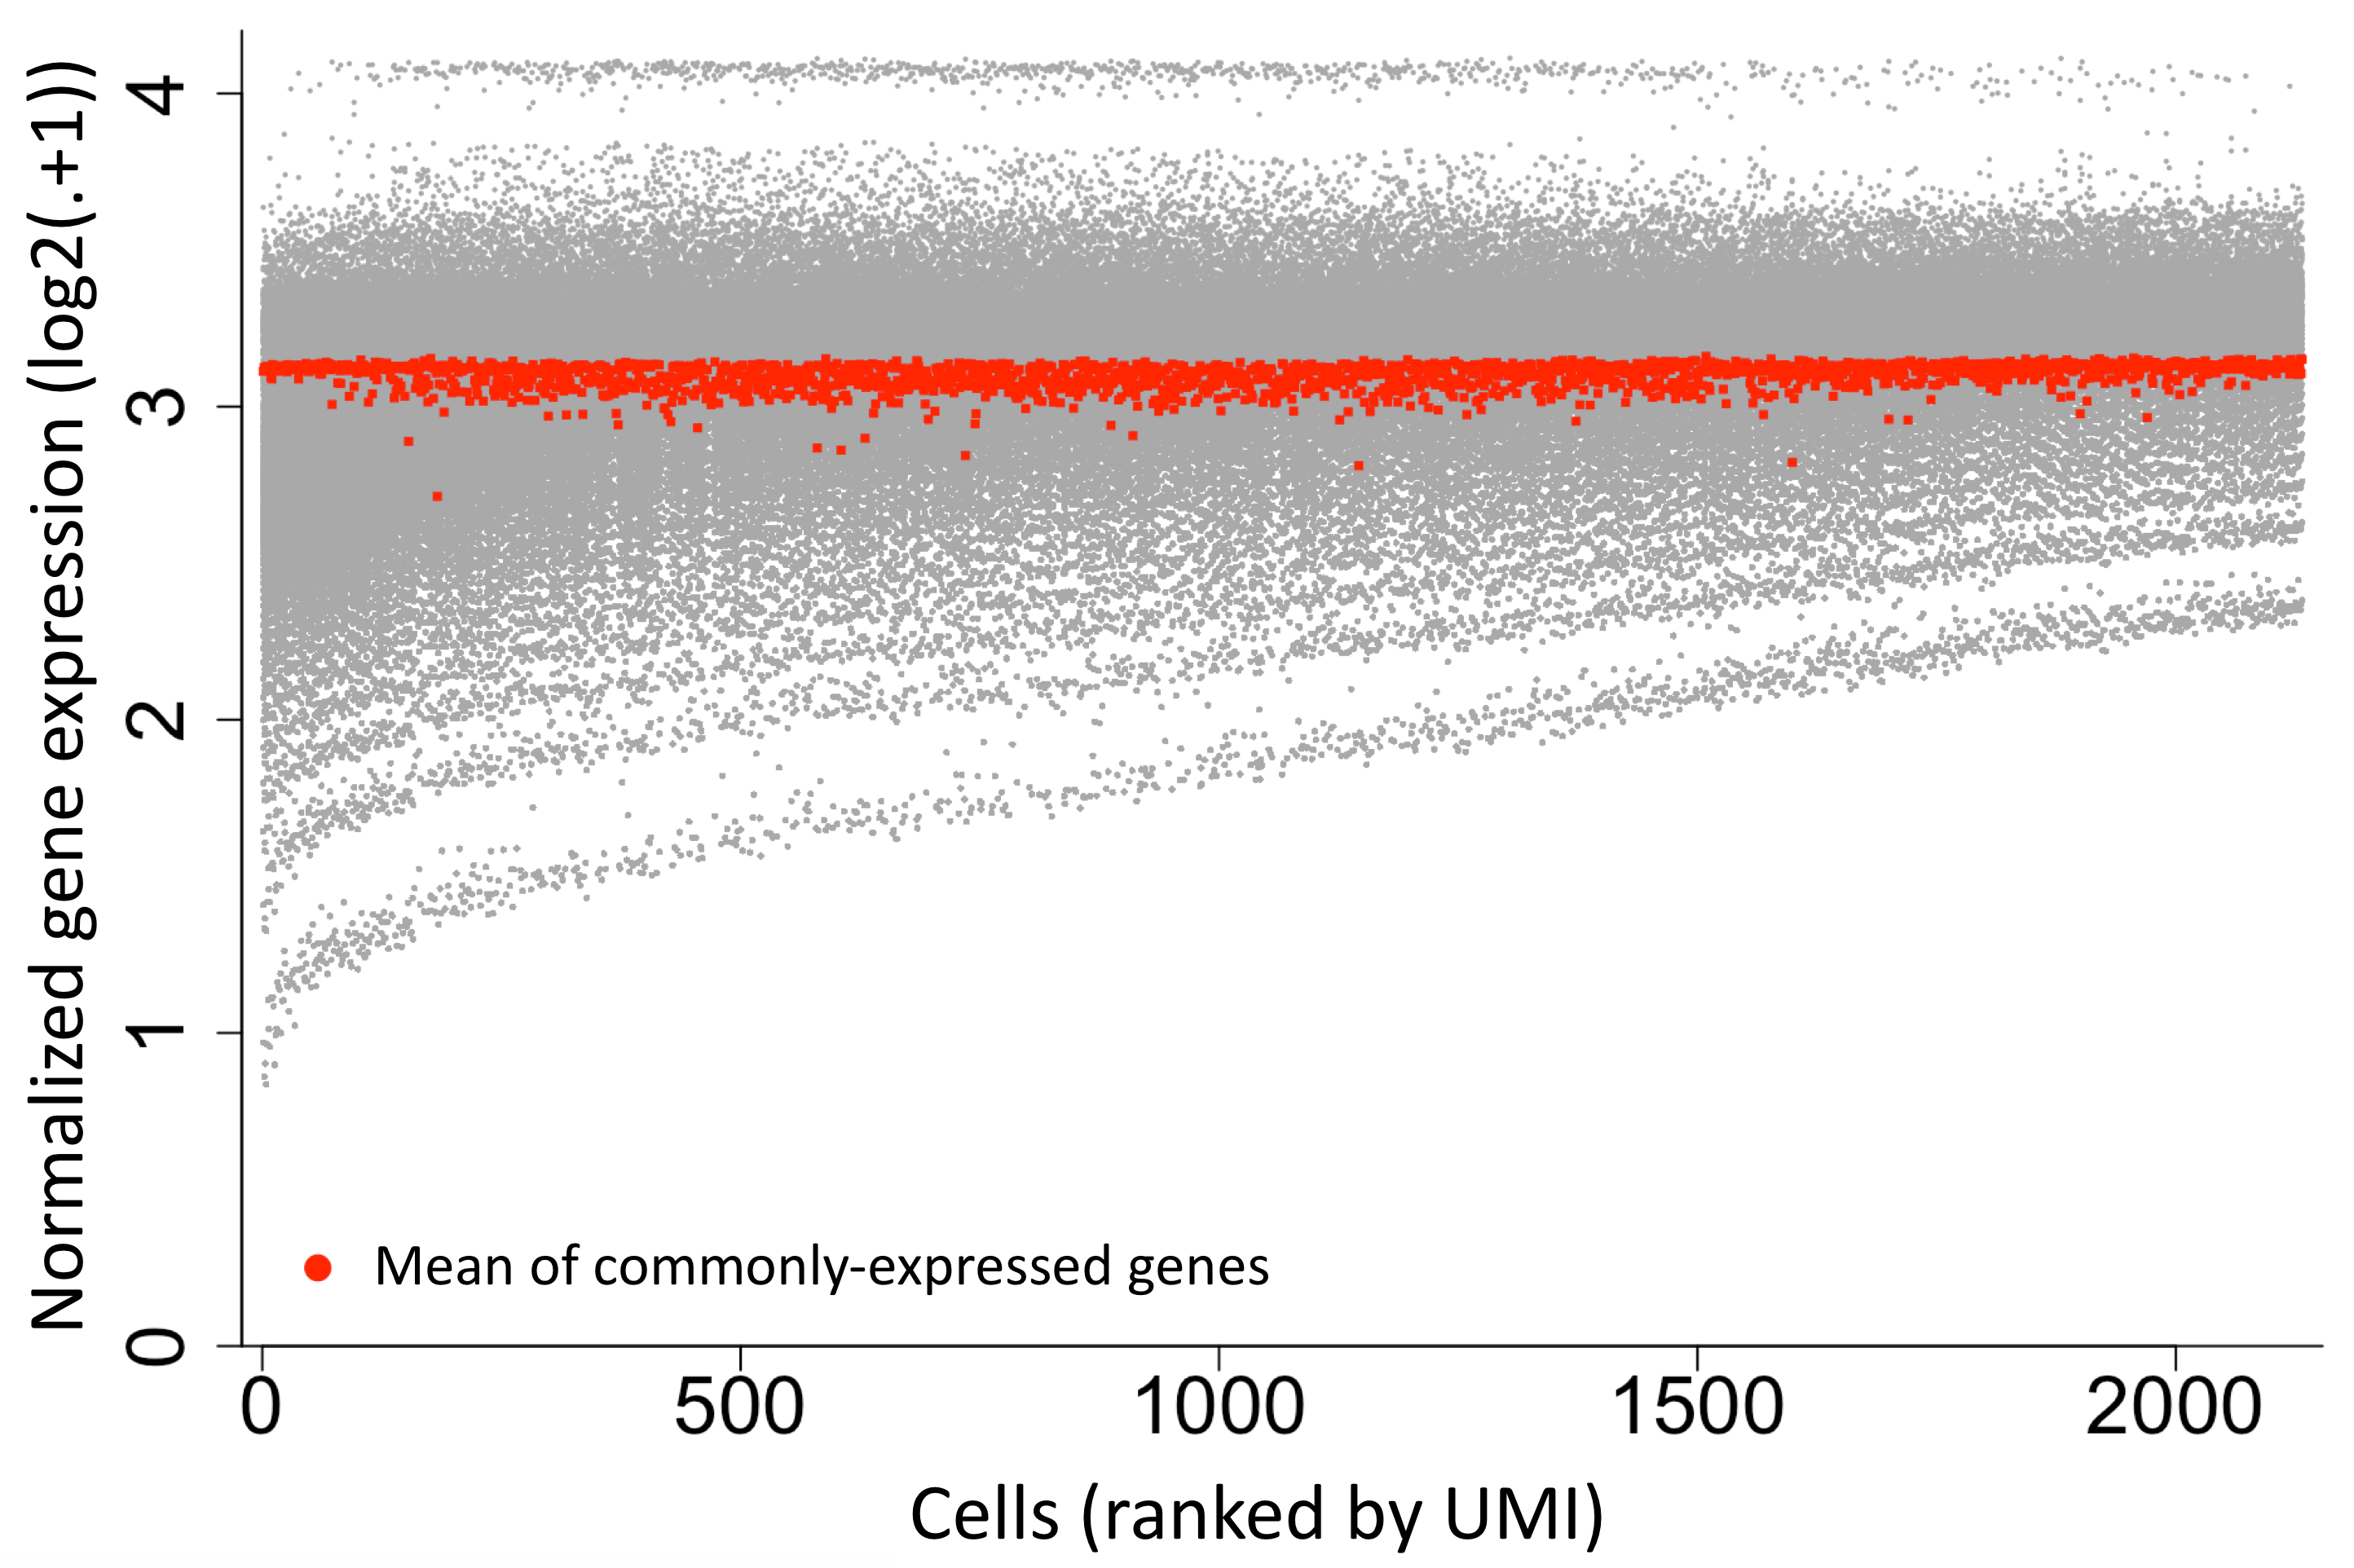 Normalized gene expression (log2(.+1))
4
3
2
1
0
Mean of commonly-expressed genes
0 500 1000 1500 2000
Cells (ranked by UMI)